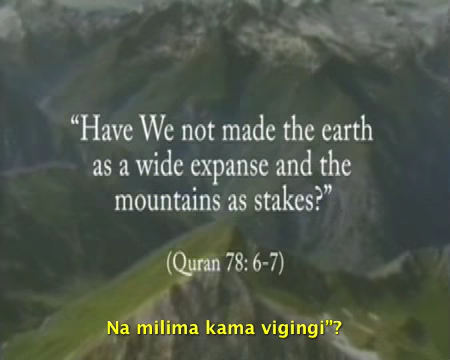 “Have We not made the earth
as a wide expanse and the
mountains as stakes?”
(Quran 78: 6-7)
Na milima kama vigingi”?